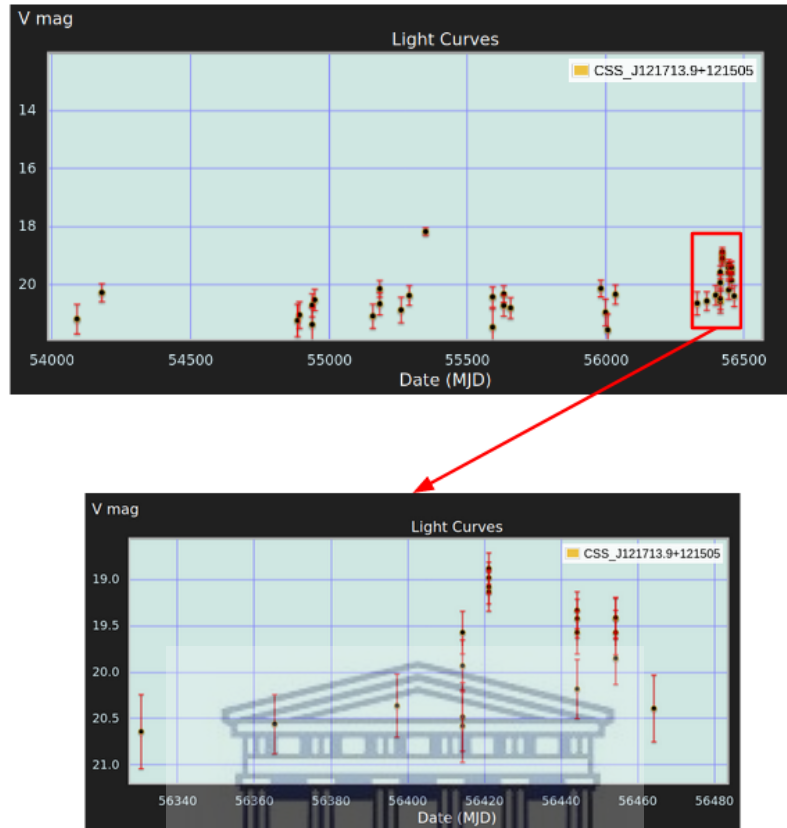 V mag
Light Curves
CSS_J121713.9+121505
14
16
18
20
54000 54500 55000 55500 56000 56500
Date (MJD)
V mag
Light Curves
CSS_J121713.9+121505
19.0
19.5
20.0
20.5
21.0
56340 56360 56380 56400 56420 56440 56460 56480
Date (MJD)